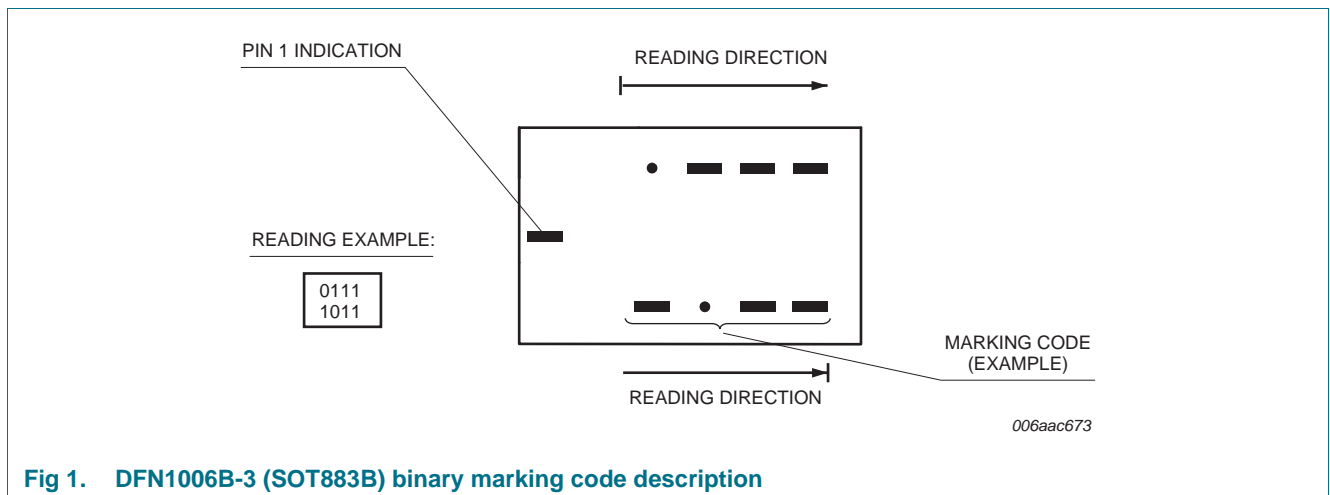 PIN 1 INDICATION
READING DIRECTION
READING EXAMPLE:
0111
1011
MARKING CODE
(EXAMPLE)
READING DIRECTION
006aac673
Fig 1. DFN1006B-3 (SOT883B) binary marking code description